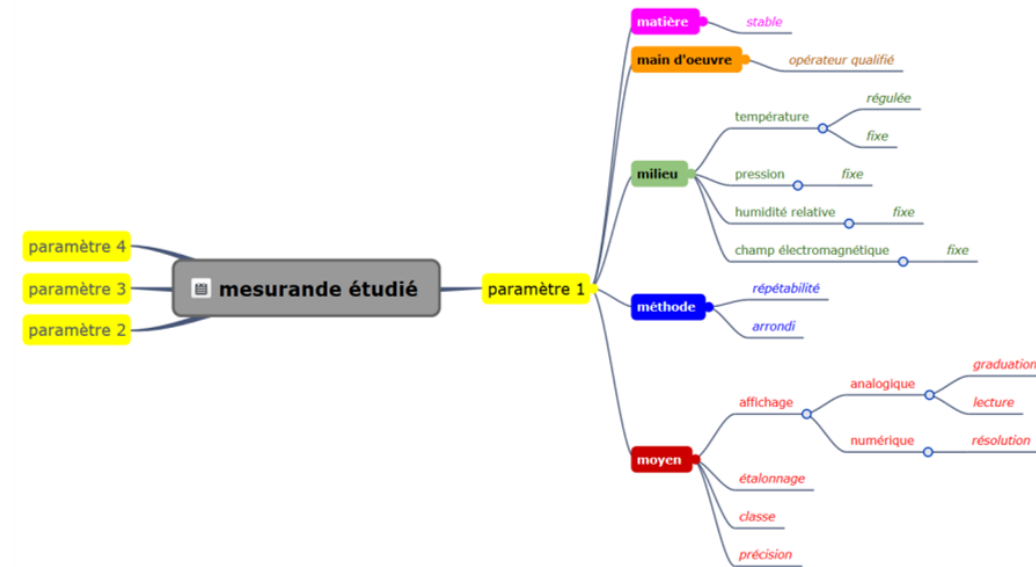 matière
stable
main d'oeuvre
opérateur qualifié
milieu
température
régulée
fixe
pression
fixe
humidité relative
fixe
champ électromagnétique
fixe
paramètre 4
paramètre 3
paramètre 2
mesurande étudié
paramètre 1
méthode
répétabilité
arrondi
moyen
affichage
analogique
graduation
lecture
numérique
résolution
étalonnage
classe
précision